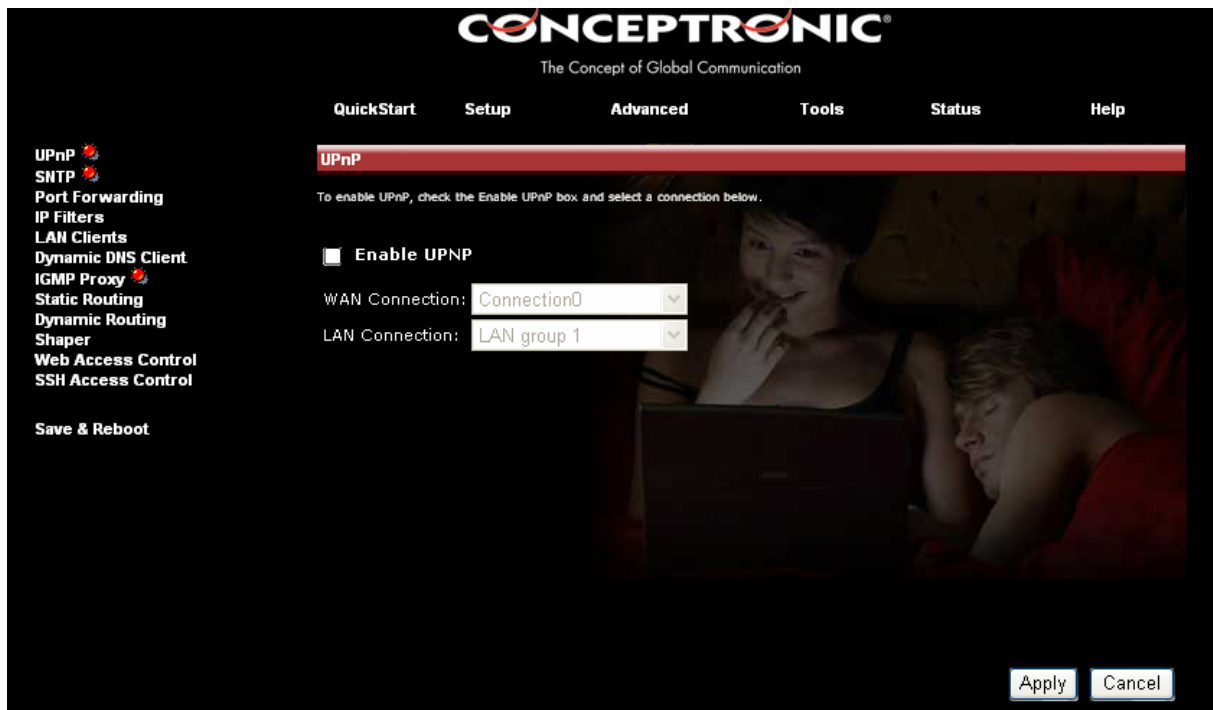 CONCEPTRONIC®
The Concept of Global Communication
QuickStart Setup Advanced Tools Status Help
UPnP
SNTP
Port Forwarding
IP Filters
LAN Clients
Dynamic DNS Client
IGMP Proxy
Static Routing
Dynamic Routing
Shaper
Web Access Control
SSH Access Control
Save & Reboot
UPnP
To enable UPnP, check the Enable UPnP box and select a connection below.
Enable UPNP
WAN Connection: Connection0
LAN Connection: LAN group 1
Apply Cancel